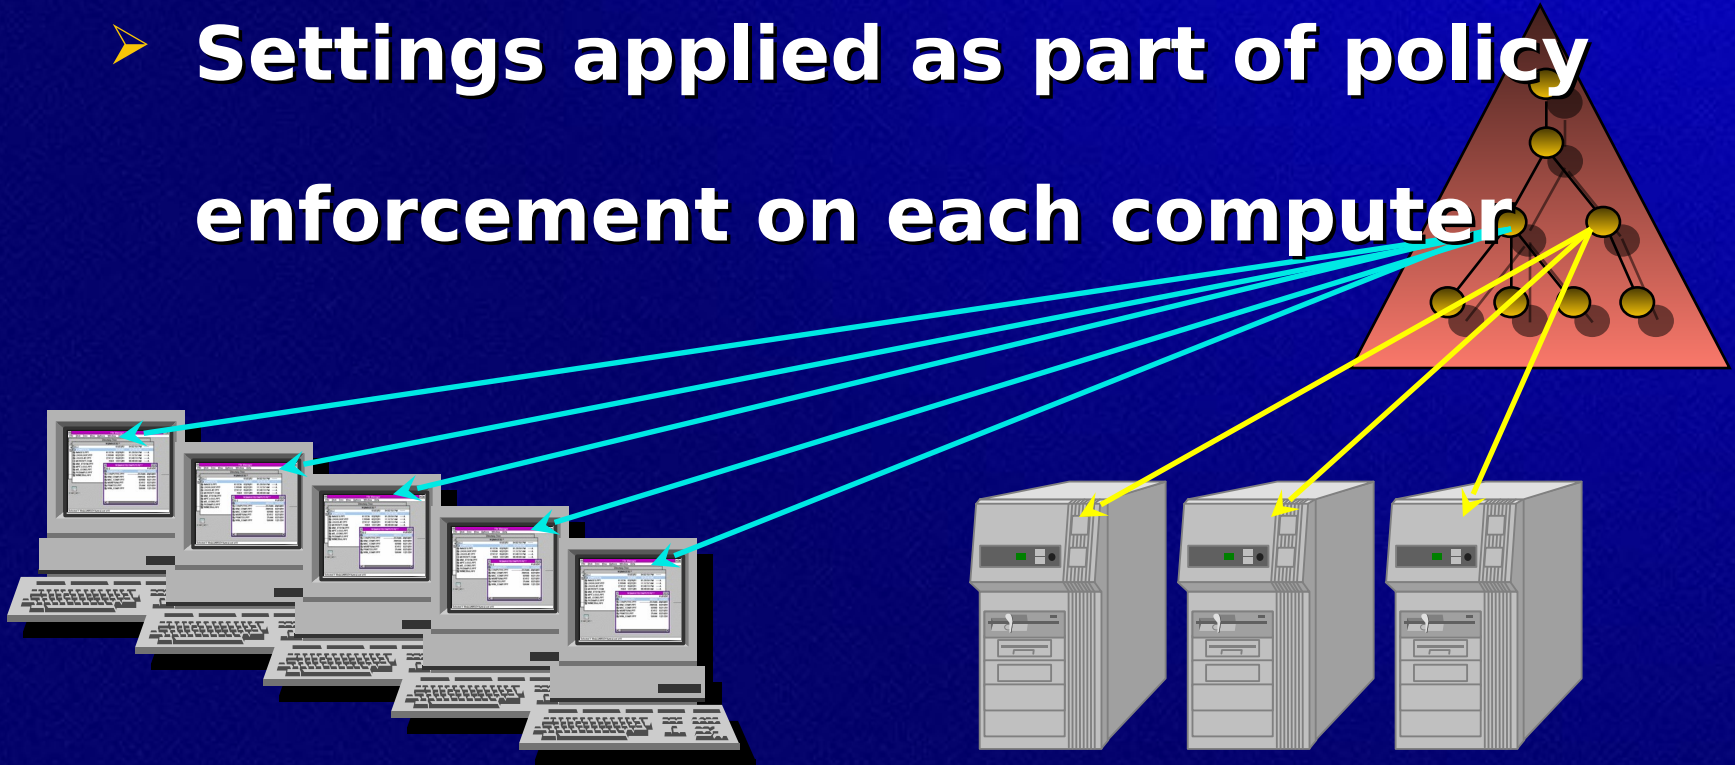 Settings applied as part of policy
enforcement on each computer